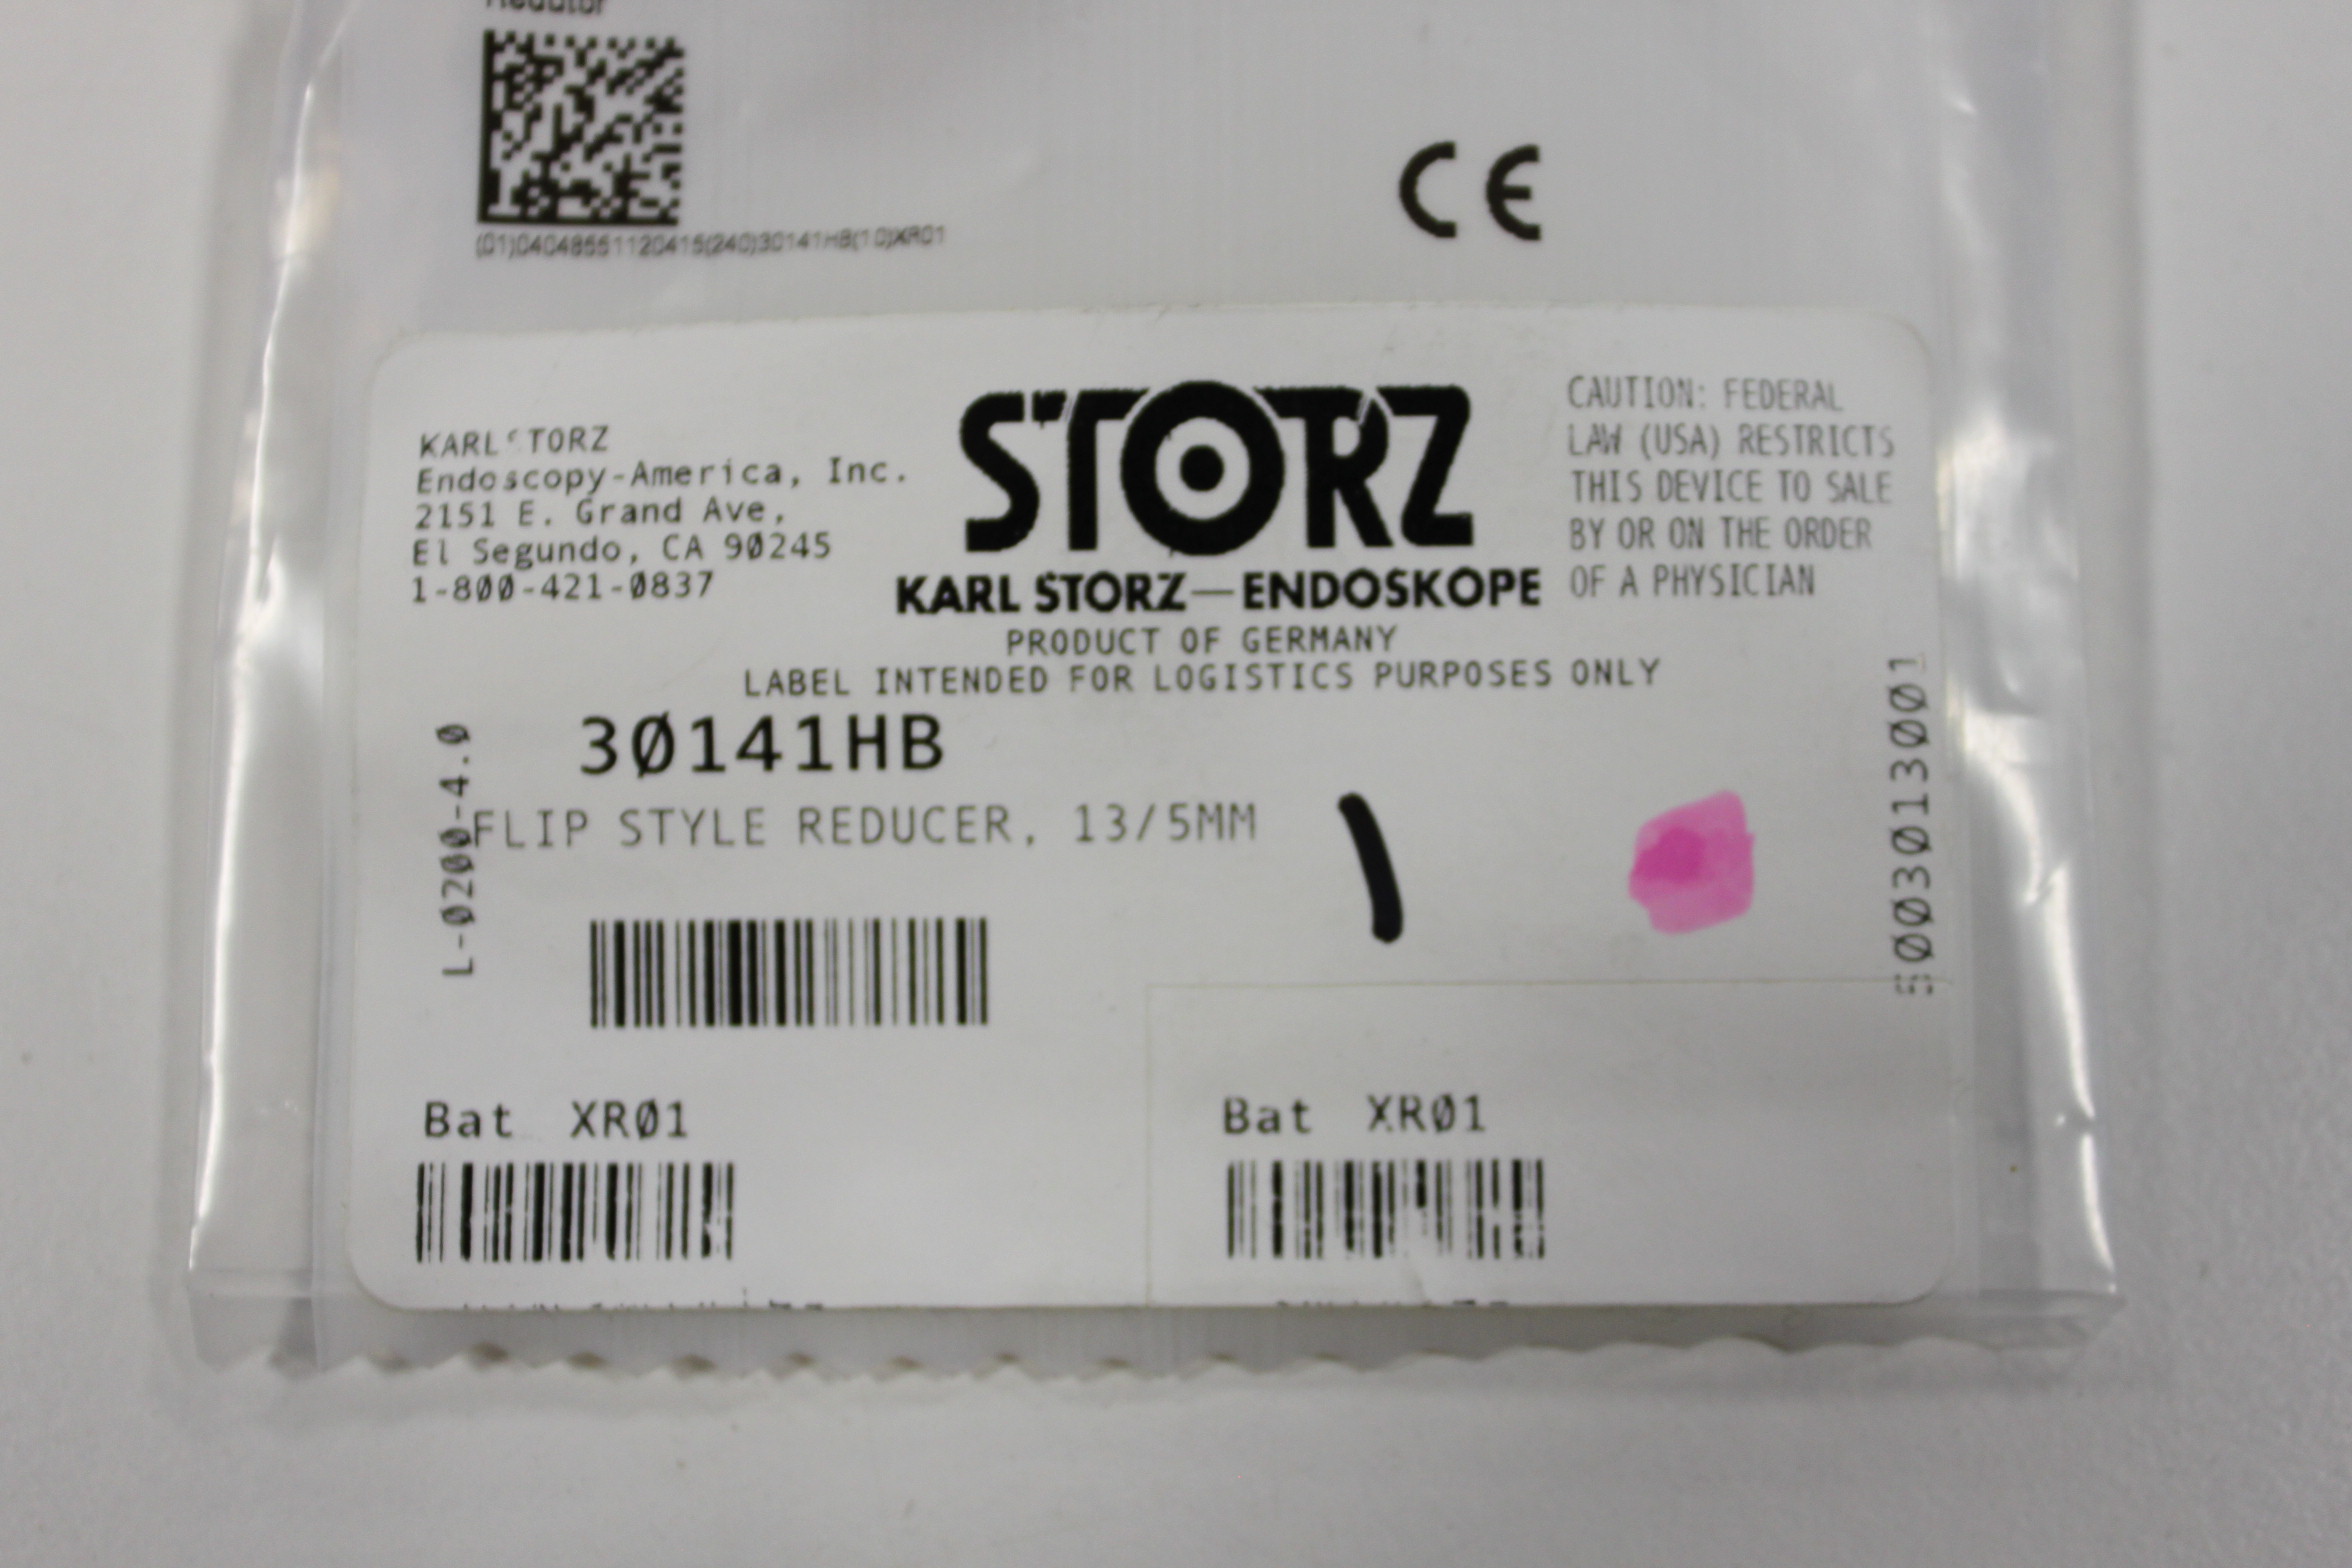 Redutor
(01)04048551120415(240)30141HB(10)XR01
CE
KARL STORZ
Endoscopy-America, Inc.
2151 E. Grand Ave,
El Segundo, CA 90245
1-800-421-0837
STORZ
KARL STORZ—ENDOSKOPE
PRODUCT OF GERMANY
LABEL INTENDED FOR LOGISTICS PURPOSES ONLY
CAUTION: FEDERAL
LAW (USA) RESTRICTS
THIS DEVICE TO SALE
BY OR ON THE ORDER
OF A PHYSICIAN
30141HB
FLIP STYLE REDUCER, 13/5MM
L-0200-4.0
1
Bat XR01
Bat XR01